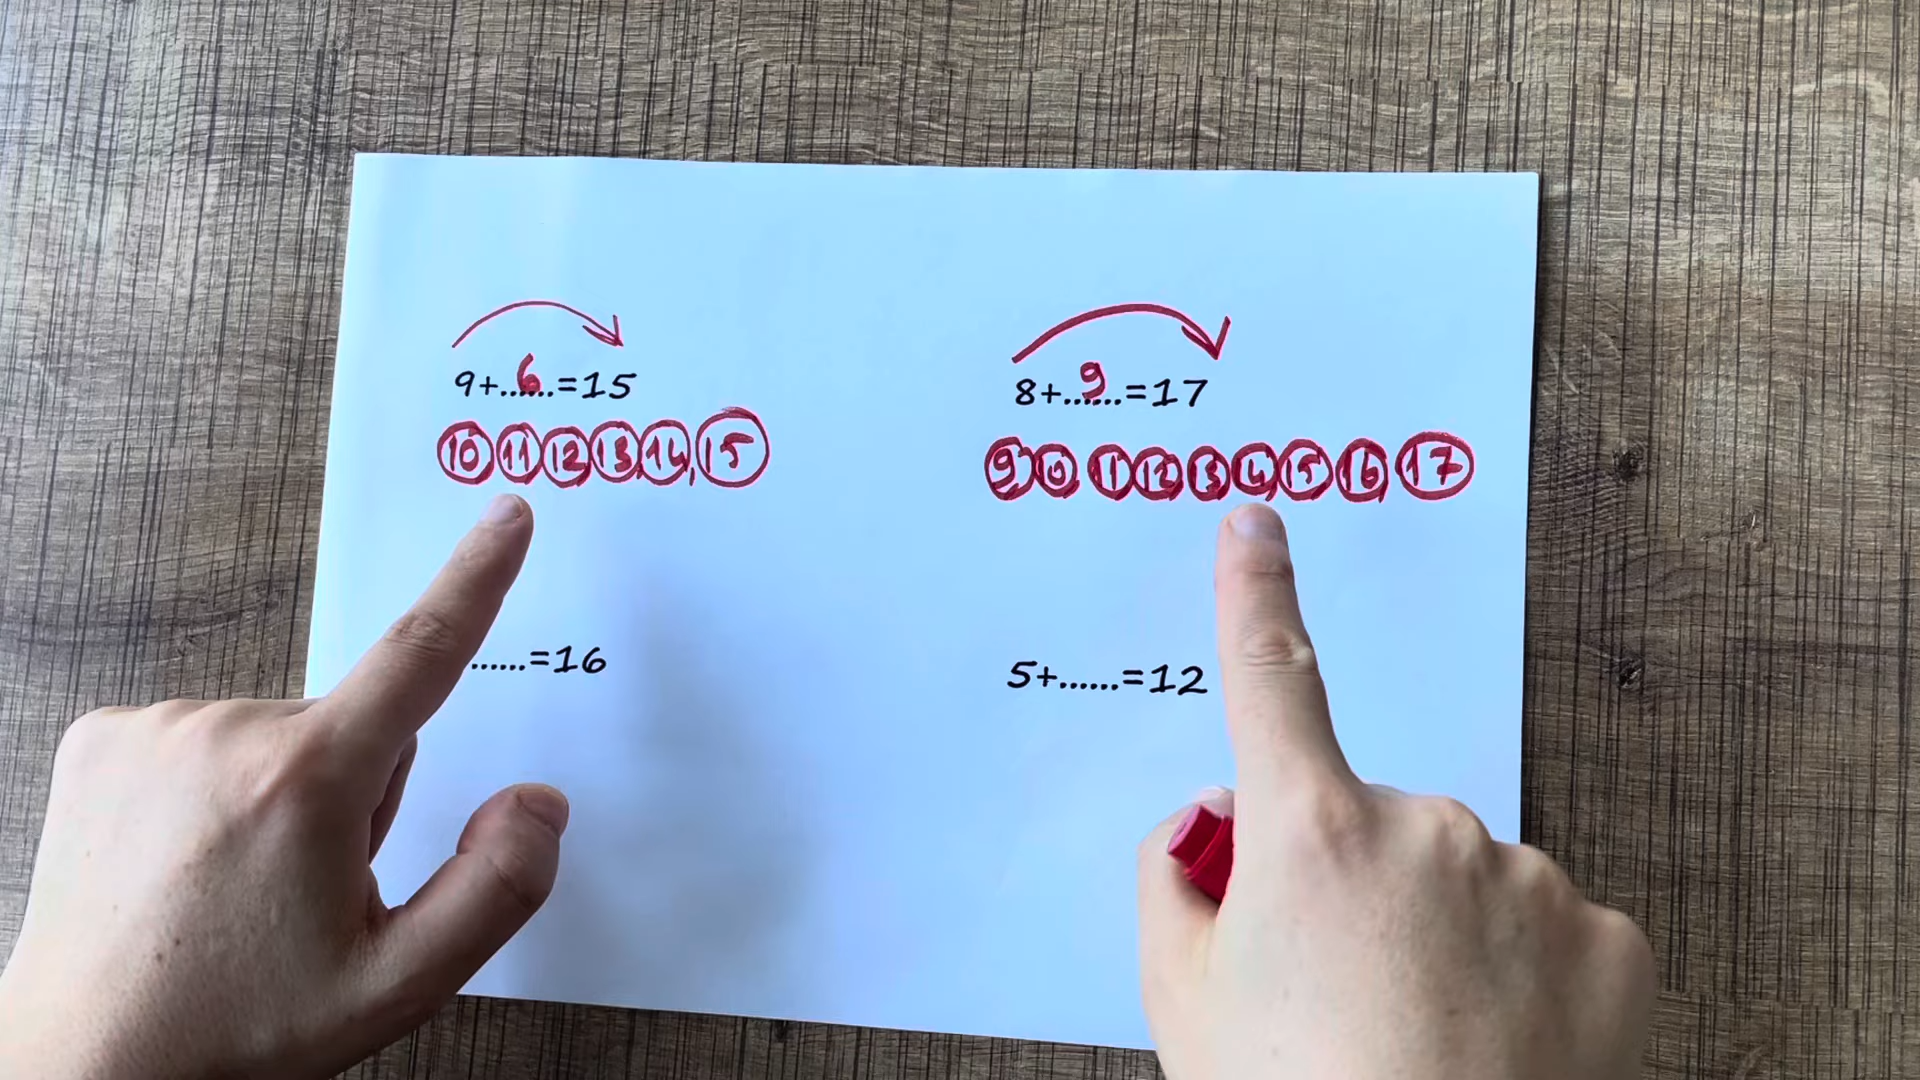 9+...6...=15
10 11 12 13 14 15
8+...9...=17
9 10 11 12 13 14 15 16 17
......=16
5+......=12